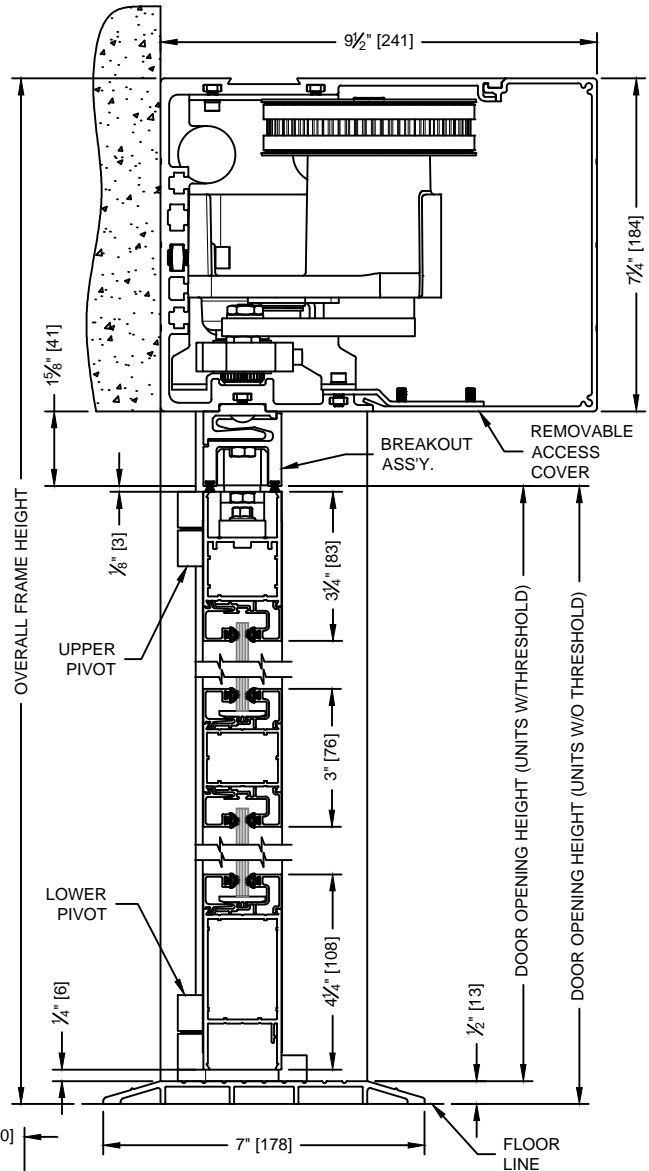 9½" [241]
7¼" [184]
1⅝" [41]
BREAKOUT
ASS'Y.
REMOVABLE
ACCESS
COVER
OVERALL FRAME HEIGHT
⅛" [3]
3¼" [83]
UPPER
PIVOT
3" [76]
DOOR OPENING HEIGHT (UNITS W/THRESHOLD)
DOOR OPENING HEIGHT (UNITS W/O THRESHOLD)
LOWER
PIVOT
4¼" [108]
¼" [6]
½" [13]
0]
7" [178]
FLOOR
LINE